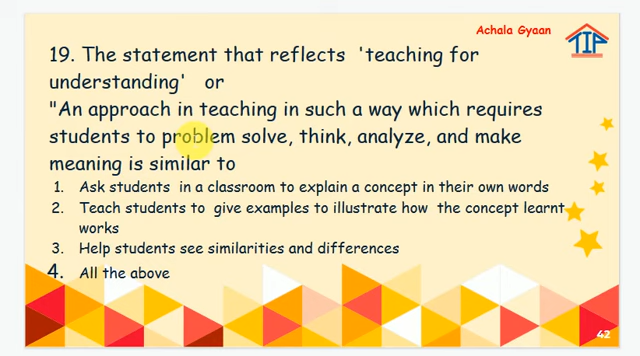 Achala Gyaan
TIP
19. The statement that reflects 'teaching for
understanding' or
"An approach in teaching in such a way which requires
students to problem solve, think, analyze, and make
meaning is similar to
1. Ask students in a classroom to explain a concept in their own words
2. Teach students to give examples to illustrate how the concept learnt
works
3. Help students see similarities and differences
4. All the above
42